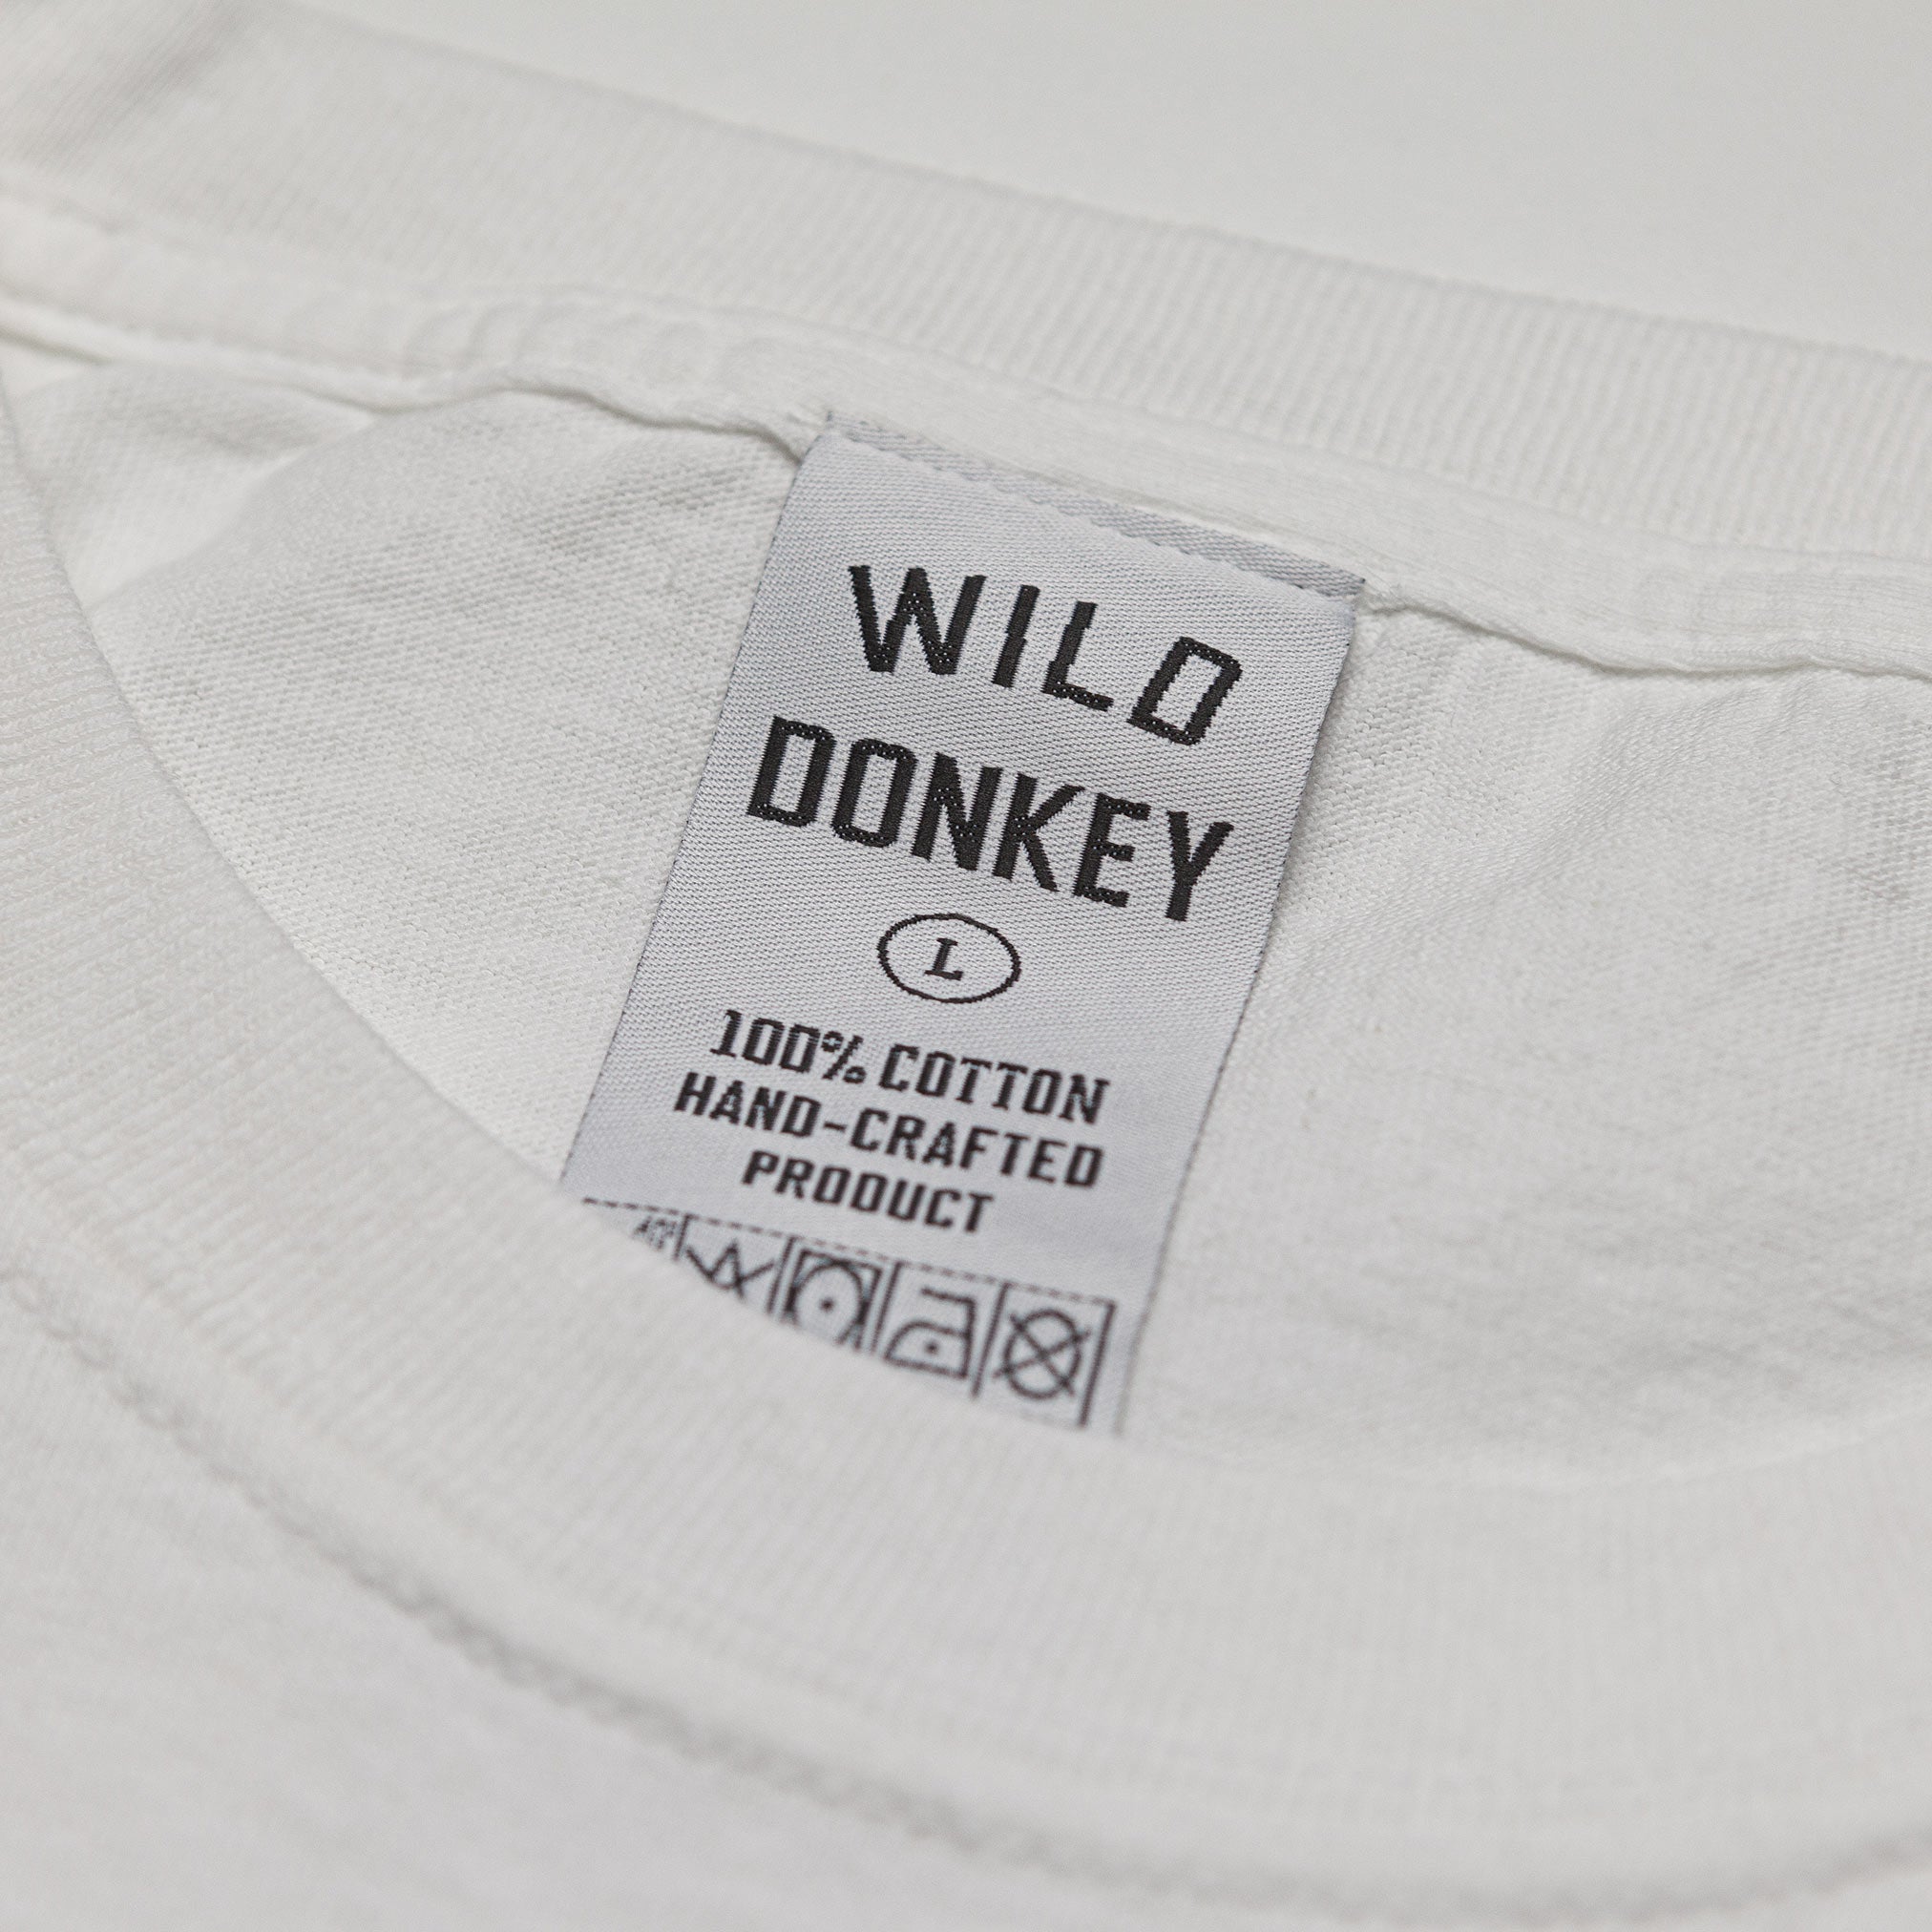 WILD
DONKEY
L
100% COTTON
HAND-CRAFTED
PRODUCT